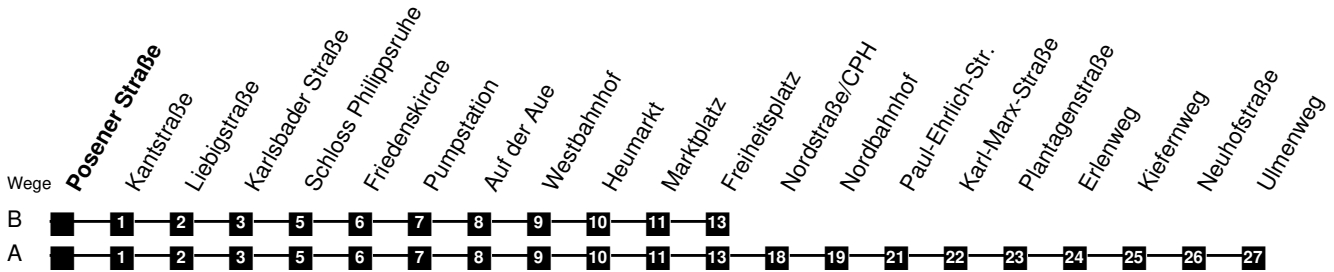 Posener Straße
Kantstraße
Liebigstraße
Karlsbader Straße
Schloss Philippsruhe
Friedenskirche
Pumpstation
Auf der Aue
Westbahnhof
Heumarkt
Marktplatz
Freiheitsplatz
Nordstraße/CPH
Nordbahnhof
Paul-Ehrlich-Str.
Karl-Marx-Straße
Plantagenstraße
Erlenweg
Kiefernweg
Neuhofstraße
Ulmenweg
Wege
B 1 2 3 5 6 7 8 9 10 11 13
A 1 2 3 5 6 7 8 9 10 11 13 18 19 21 22 23 24 25 26 27